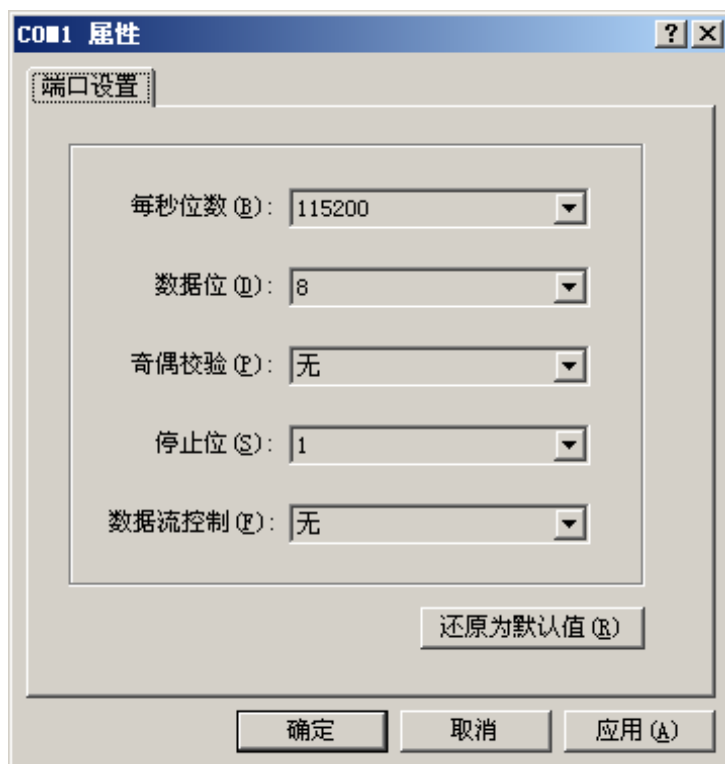 COM1 属性
端口设置
每秒位数(B): 115200
数据位(D): 8
奇偶校验(P): 无
停止位(S): 1
数据流控制(F): 无
还原为默认值(R)
确定 取消 应用(A)